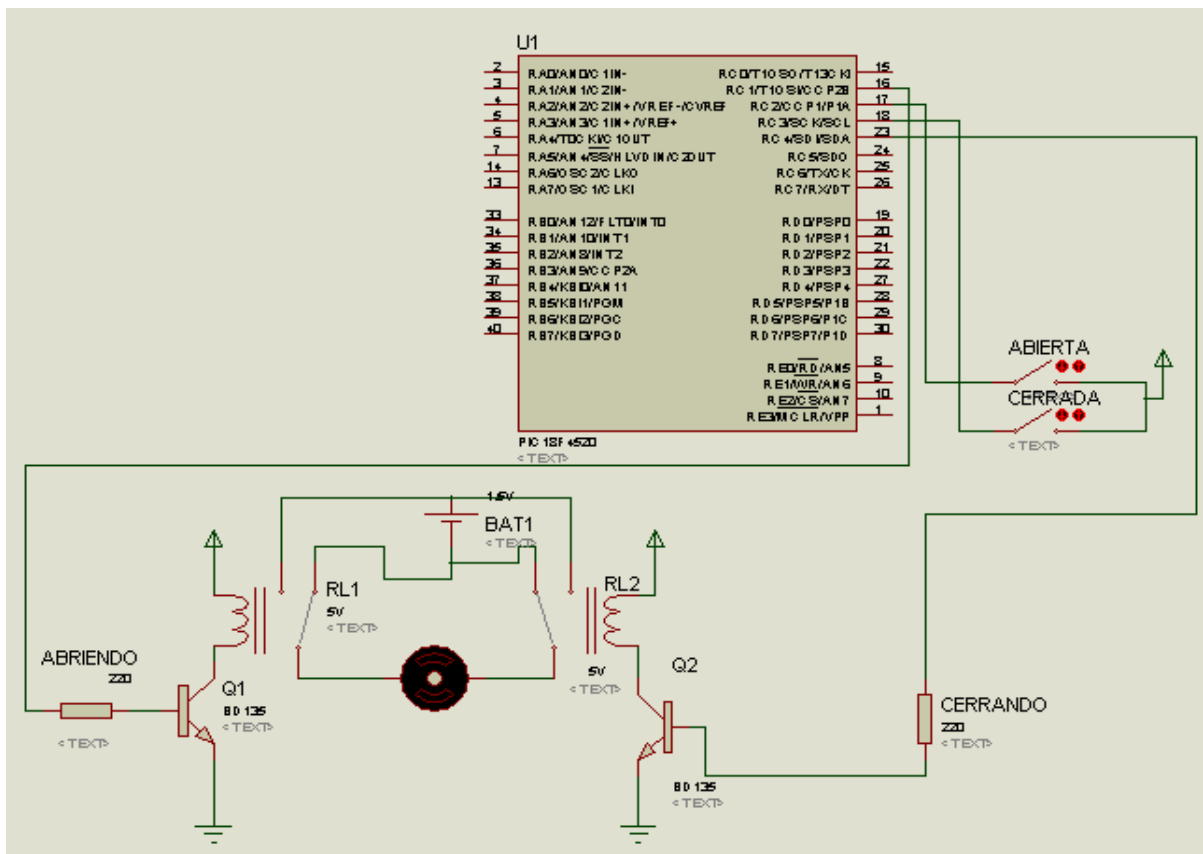 U1
2 RA0/AN0/C1IN-
3 RA1/AN1/C2IN-
4 RA2/AN2/C2IN+/VREF-/CVREF
5 RA3/AN3/C1IN+/VREF+
6 RA4/T0CKI/C1OUT
7 RA5/AN4/SS/HLVDIN/C2OUT
14 RA6/OSC2/CLKO
13 RA7/OSC1/CLKI
33 RB0/AN12/FLT0/INT0
34 RB1/AN10/INT1
35 RB2/AN8/INT2
36 RB3/AN9/CCP2A
37 RB4/KBI0/AN11
38 RB5/KBI1/PGM
39 RB6/KBI2/PGC
40 RB7/KBI3/PGD
RC0/T1OSO/T13CKI 15
RC1/T1OSI/CCP2B 16
RC2/CCP1/P1A 17
RC3/SCK/SCL 18
RC4/SDI/SDA 23
RC5/SDO 24
RC6/TX/CK 25
RC7/RX/DT 26
RD0/PSP0 19
RD1/PSP1 20
RD2/PSP2 21
RD3/PSP3 22
RD4/PSP4 27
RD5/PSP5/P1B 28
RD6/PSP6/P1C 29
RD7/PSP7/P1D 30
RE0/RD/AN5 8
RE1/WR/AN6 9
RE2/CS/AN7 10
RE3/MCLR/VPP 1
PIC18F4520
<TEXT>
ABIERTA
CERRADA
<TEXT>
1.5V
BAT1
<TEXT>
RL1
5V
<TEXT>
RL2
5V
<TEXT>
ABRIENDO
220
<TEXT>
Q1
BD135
<TEXT>
Q2
BD135
<TEXT>
CERRANDO
220
<TEXT>